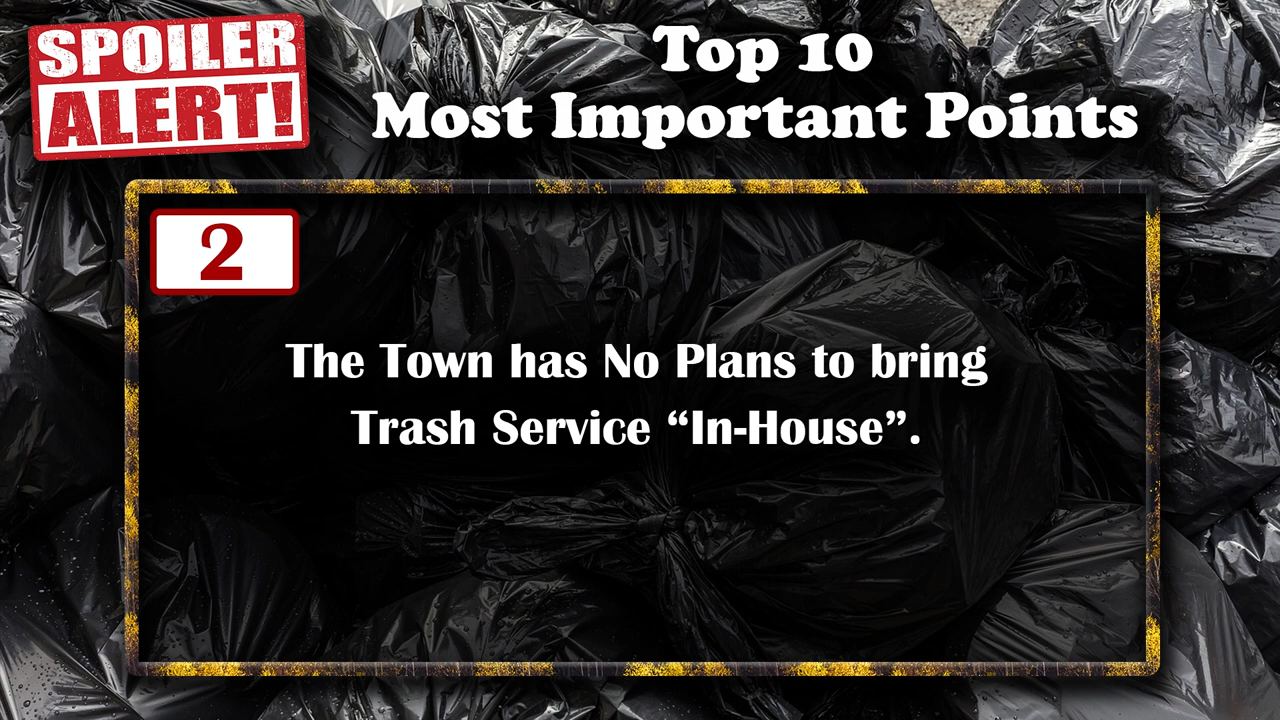 SPOILER
ALERT!
Top 10
Most Important Points
2
The Town has No Plans to bring
Trash Service “In-House”.